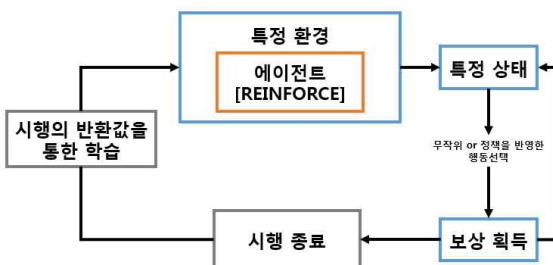 특정 환경
에이전트
[REINFORCE]
특정 상태
시행의 반환값을
통한 학습
무작위 or 정책을 반영한
행동선택
시행 종료
보상 획득